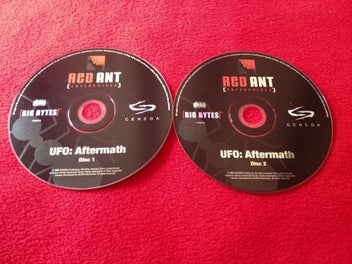 RED ANT
[ENTERPRISES]
[BIG BYTES]
CENEGA
UFO: Aftermath
Disc 1
RED ANT
[ENTERPRISES]
[BIG BYTES]
CENEGA
UFO: Aftermath
Disc 2